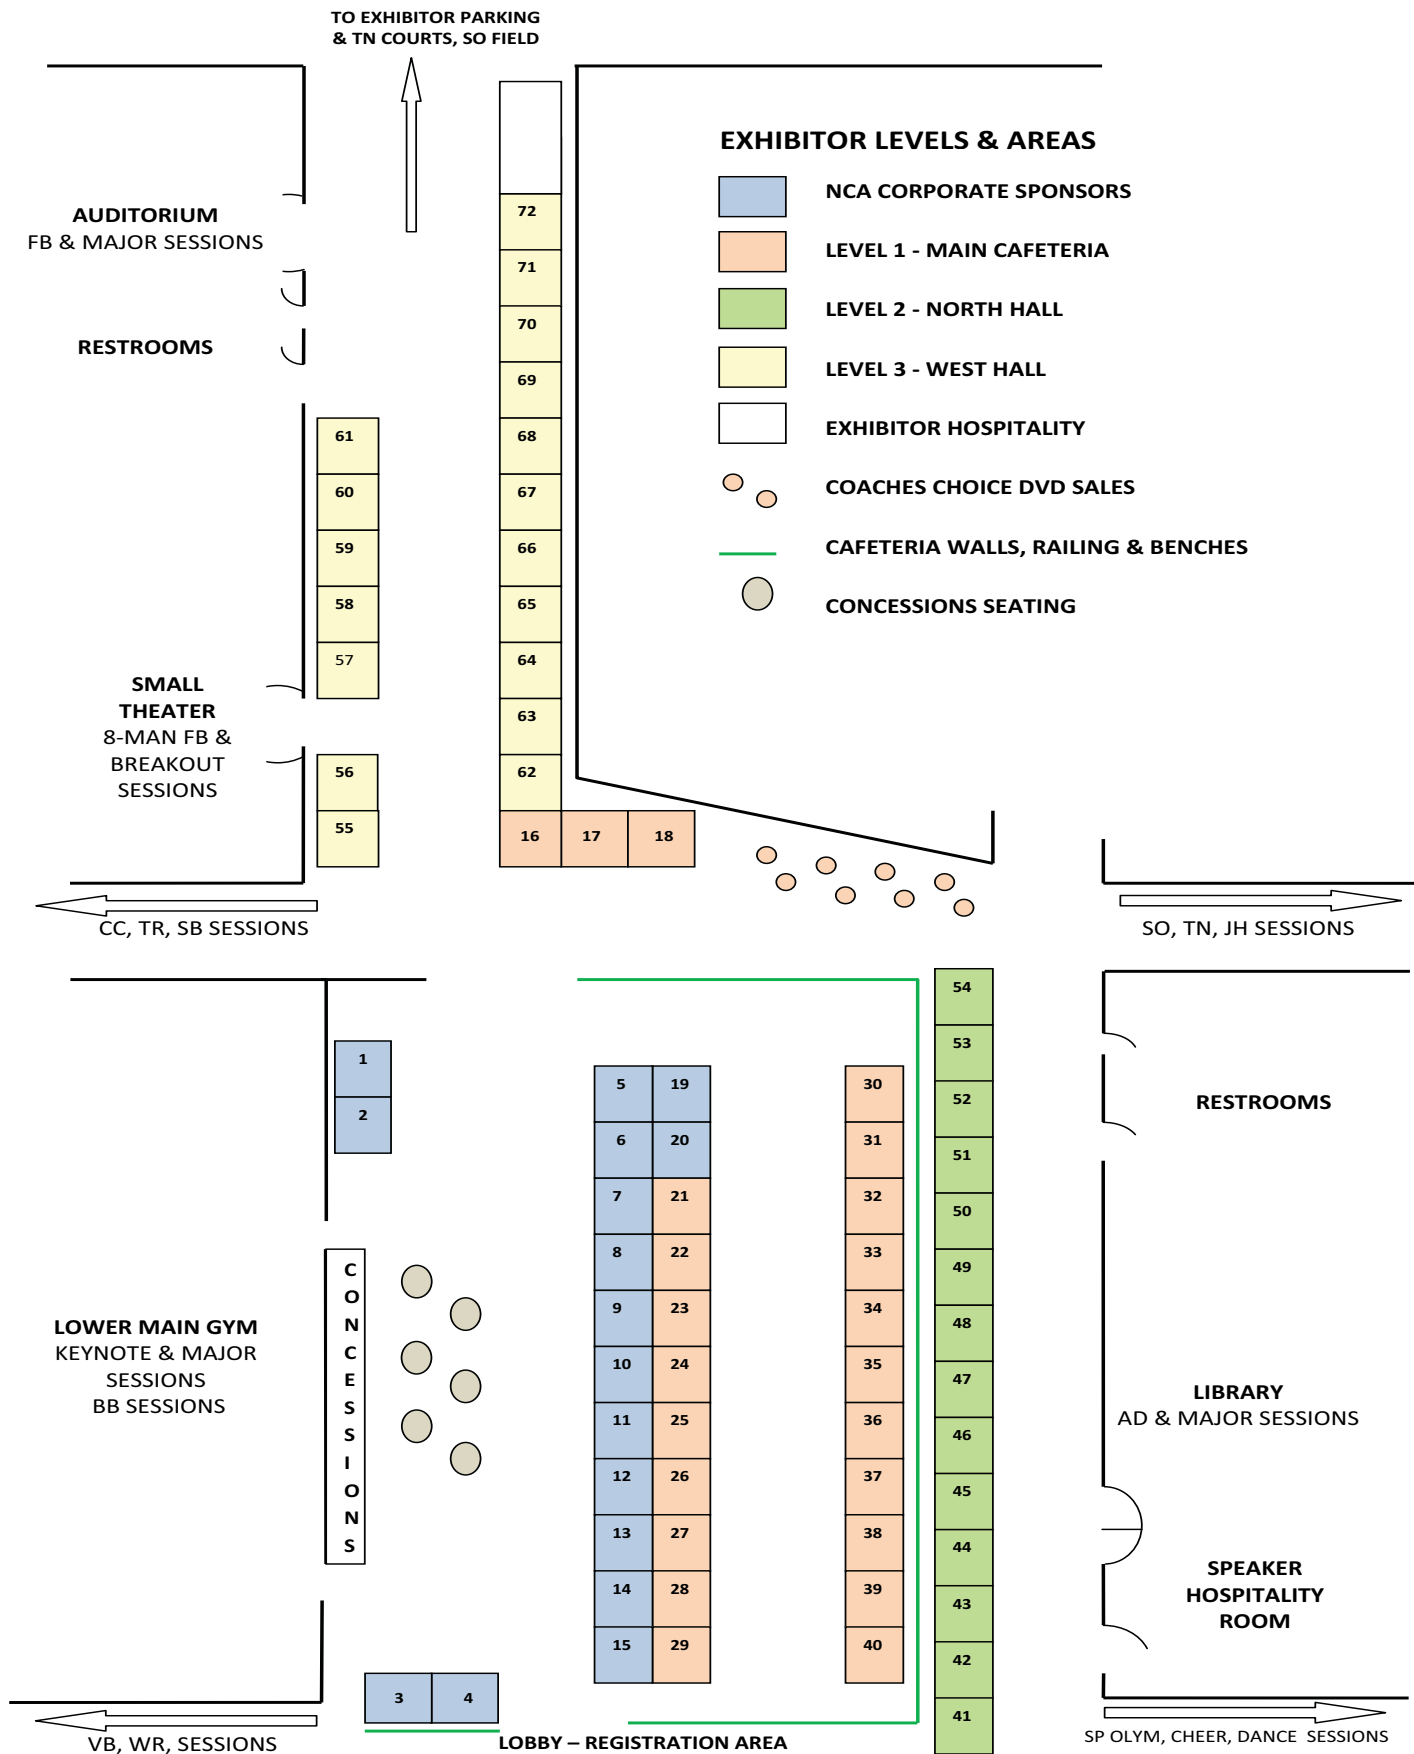 TO EXHIBITOR PARKING
& TN COURTS, SO FIELD
EXHIBITOR LEVELS & AREAS
NCA CORPORATE SPONSORS
LEVEL 1 - MAIN CAFETERIA
LEVEL 2 - NORTH HALL
LEVEL 3 - WEST HALL
EXHIBITOR HOSPITALITY
COACHES CHOICE DVD SALES
CAFETERIA WALLS, RAILING & BENCHES
CONCESSIONS SEATING
AUDITORIUM
FB & MAJOR SESSIONS
RESTROOMS
SMALL
THEATER
8-MAN FB &
BREAKOUT
SESSIONS
61
60
59
58
57
56
55
72
71
70
69
68
67
66
65
64
63
62
16 17 18
CC, TR, SB SESSIONS
SO, TN, JH SESSIONS
1
2
CONCESSIONS
LOWER MAIN GYM
KEYNOTE & MAJOR
SESSIONS
BB SESSIONS
5 19
6 20
7 21
8 22
9 23
10 24
11 25
12 26
13 27
14 28
15 29
30
31
32
33
34
35
36
37
38
39
40
54
53
52
51
50
49
48
47
46
45
44
43
42
41
RESTROOMS
LIBRARY
AD & MAJOR SESSIONS
SPEAKER
HOSPITALITY
ROOM
3 4
VB, WR, SESSIONS
LOBBY – REGISTRATION AREA
SP OLYM, CHEER, DANCE SESSIONS